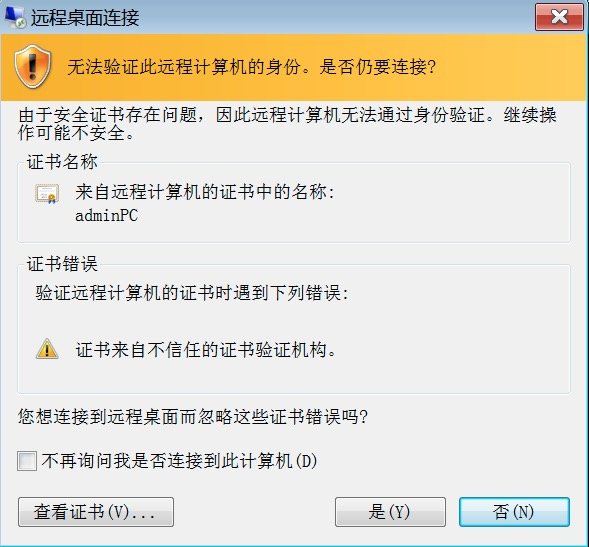 远程桌面连接
无法验证此远程计算机的身份。是否仍要连接?
由于安全证书存在问题，因此远程计算机无法通过身份验证。继续操
作可能不安全。
证书名称
来自远程计算机的证书中的名称:
adminPC
证书错误
验证远程计算机的证书时遇到下列错误:
证书来自不信任的证书验证机构。
您想连接到远程桌面而忽略这些证书错误吗?
不再询问我是否连接到此计算机(D)
查看证书(V)... 是(Y) 否(N)